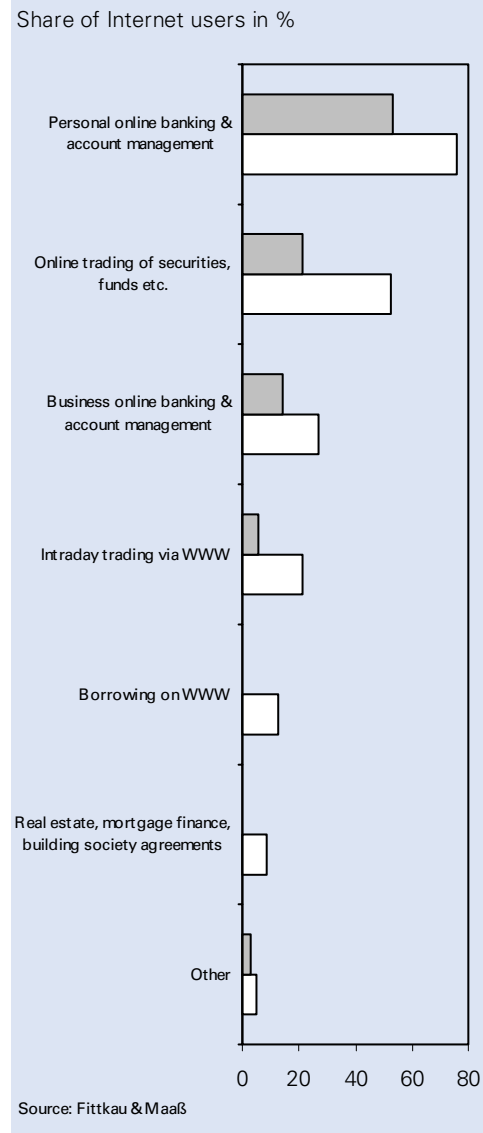 Share of Internet users in %
Personal online banking &
account management
Online trading of securities,
funds etc.
Business online banking &
account management
Intraday trading via WWW
Borrowing on WWW
Real estate, mortgage finance,
building society agreements
Other
0 20 40 60 80
Source: Fittkau & Maaß